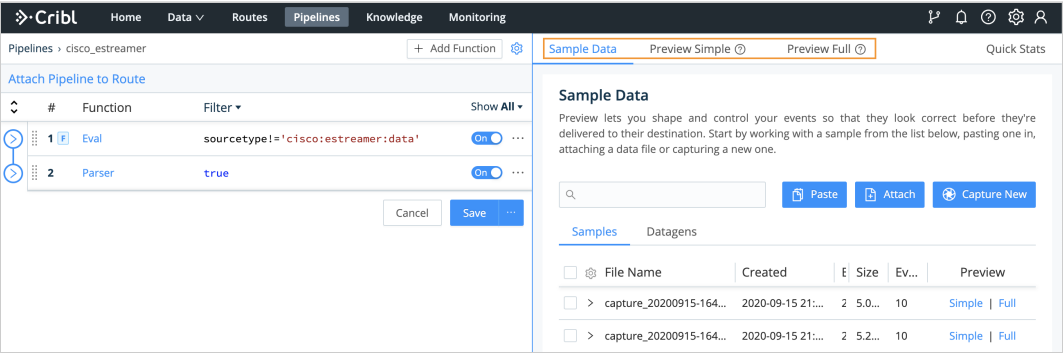 Cribl
Home Data Routes Pipelines Knowledge Monitoring
Pipelines › cisco_estreamer
+ Add Function
Sample Data Preview Simple Preview Full Quick Stats
Attach Pipeline to Route
# Function Filter Show All
1 F Eval sourcetype!='cisco:estreamer:data' On ...
2 Parser true On ...
Cancel Save ...
Sample Data
Preview lets you shape and control your events so that they look correct before they're
delivered to their destination. Start by working with a sample from the list below, pasting one in,
attaching a data file or capturing a new one.
Paste Attach Capture New
Samples Datagens
File Name Created E Size Ev... Preview
capture_20200915-164... 2020-09-15 21:... 2 5.0... 10 Simple | Full
capture_20200915-164... 2020-09-15 21:... 2 5.2... 10 Simple | Full